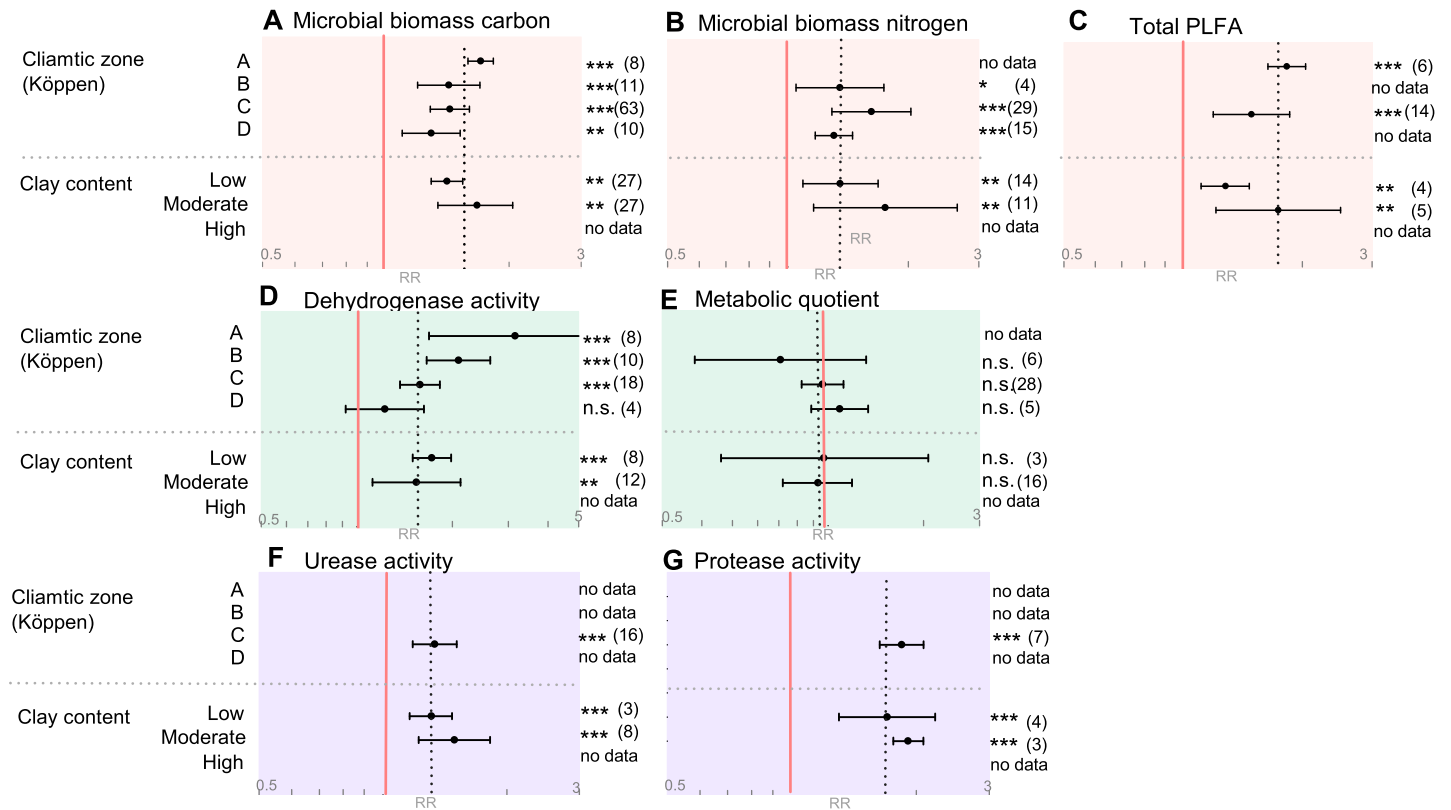 A Microbial biomass carbon
Cliamtic zone
(Köppen)
A *** (8)
B ***(11)
C ***(63)
D ** (10)
Clay content
Low ** (27)
Moderate ** (27)
High no data
0.5 3
RR
B Microbial biomass nitrogen
no data
* (4)
***(29)
***(15)
** (14)
** (11)
no data
RR
0.5 3
RR
C Total PLFA
*** (6)
no data
***(14)
no data
** (4)
** (5)
no data
0.5 3
RR
D Dehydrogenase activity
Cliamtic zone
(Köppen)
A *** (8)
B ***(10)
C ***(18)
D n.s. (4)
Clay content
Low *** (8)
Moderate ** (12)
High no data
0.5 5
RR
E Metabolic quotient
no data
n.s. (6)
n.s.(28)
n.s. (5)
n.s. (3)
n.s.(16)
no data
0.5 3
RR
F Urease activity
Cliamtic zone
(Köppen)
A no data
B no data
C *** (16)
D no data
Clay content
Low *** (3)
Moderate *** (8)
High no data
0.5 3
RR
G Protease activity
no data
no data
*** (7)
no data
*** (4)
*** (3)
no data
0.5 3
RR